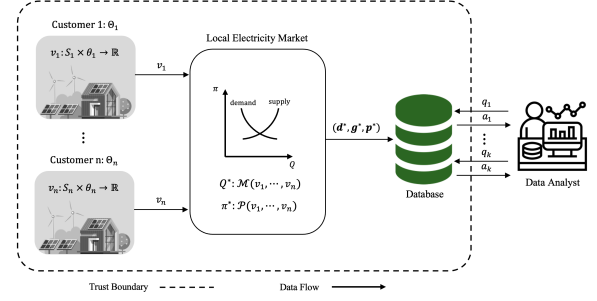 Customer 1: Θ₁
v₁: S₁ × θ₁ → ℝ
Customer n: Θₙ
vₙ: Sₙ × θₙ → ℝ
v₁
vₙ
Local Electricity Market
π
demand
supply
Q
Q*: ℳ(v₁, ⋯, vₙ)
π*: 𝒫(v₁, ⋯, vₙ)
(d*, g*, p*)
Database
q₁
a₁
qₖ
aₖ
Data Analyst
Trust Boundary
Data Flow